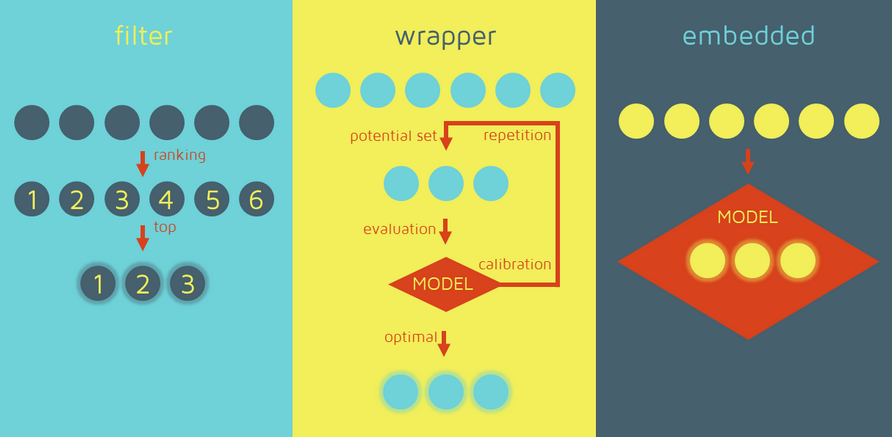 filter
ranking
1 2 3 4 5 6
top
1 2 3
wrapper
potential set
repetition
evaluation
calibration
MODEL
optimal
embedded
MODEL